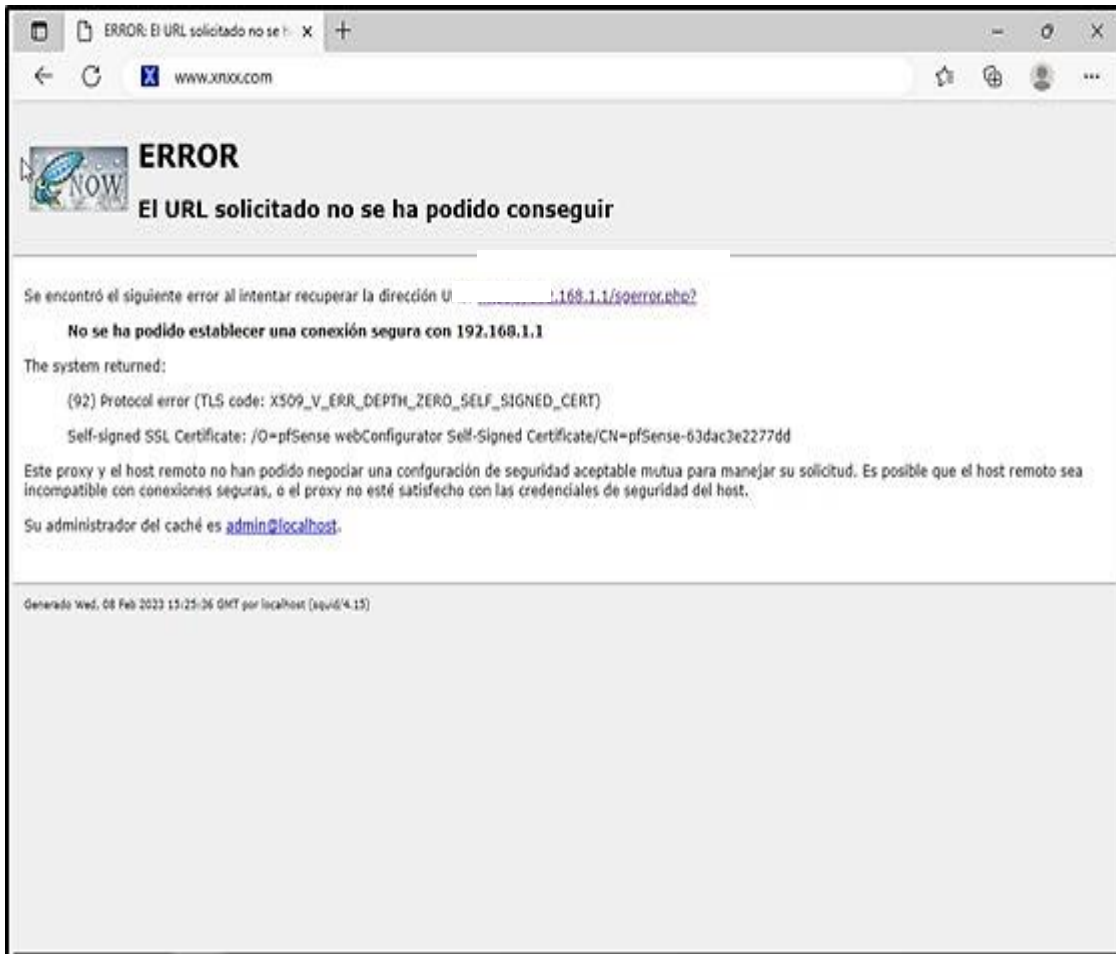 ERROR: El URL solicitado no se h
www.xnxx.com
NOW
ERROR
El URL solicitado no se ha podido conseguir
Se encontró el siguiente error al intentar recuperar la dirección U .168.1.1/sgerror.php?
No se ha podido establecer una conexión segura con 192.168.1.1
The system returned:
(92) Protocol error (TLS code: X509_V_ERR_DEPTH_ZERO_SELF_SIGNED_CERT)
Self-signed SSL Certificate: /O=pfSense webConfigurator Self-Signed Certificate/CN=pfSense-63dac3e2277dd
Este proxy y el host remoto no han podido negociar una confguración de seguridad aceptable mutua para manejar su solicitud. Es posible que el host remoto sea
incompatible con conexiones seguras, o el proxy no esté satisfecho con las credenciales de seguridad del host.
Su administrador del caché es admin@localhost.
Generado Wed, 08 Feb 2023 15:25:36 GMT por localhost (squid/4.15)